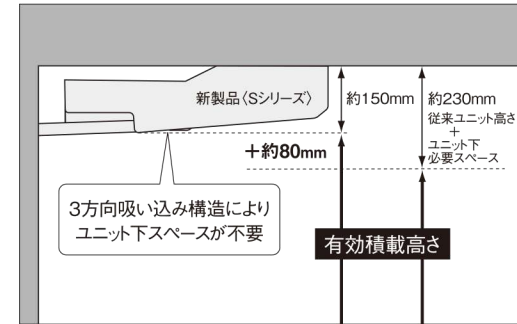 新製品〈Sシリーズ〉
約150mm
約230mm
従来ユニット高さ
+
ユニット下
必要スペース
+約80mm
3方向吸い込み構造により
ユニット下スペースが不要
有効積載高さ